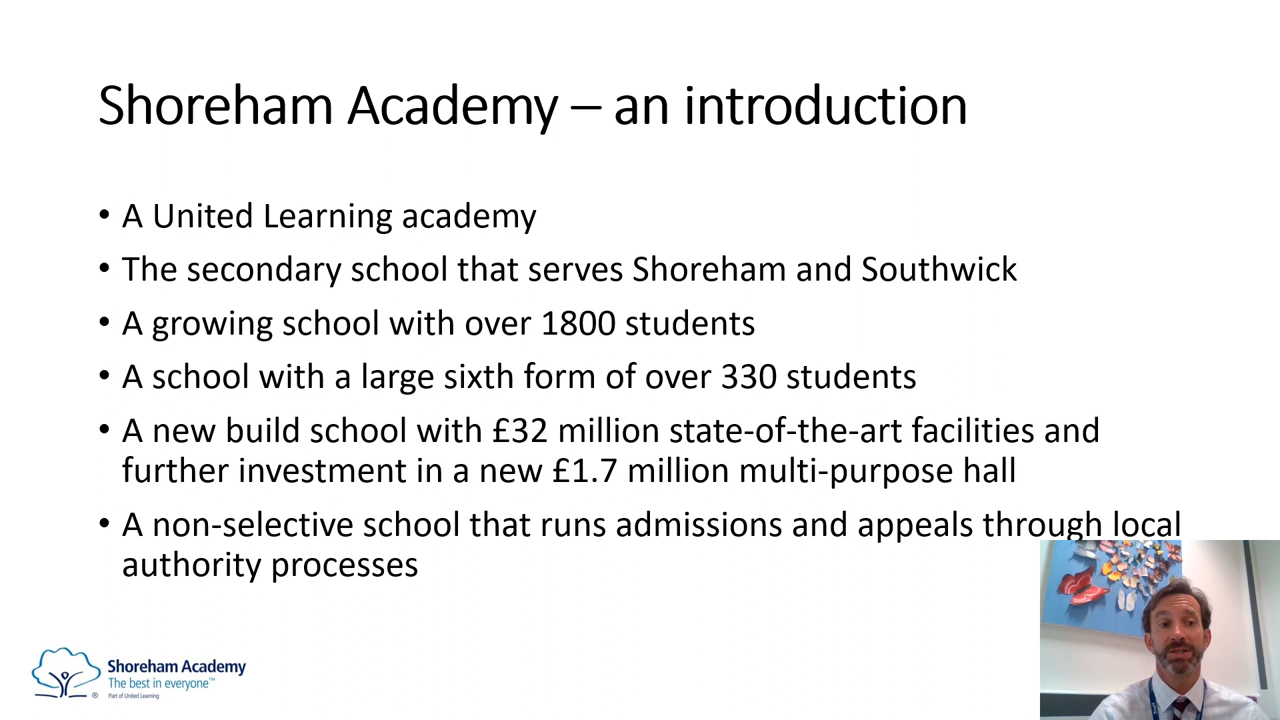 Shoreham Academy – an introduction
• A United Learning academy
• The secondary school that serves Shoreham and Southwick
• A growing school with over 1800 students
• A school with a large sixth form of over 330 students
• A new build school with £32 million state-of-the-art facilities and
further investment in a new £1.7 million multi-purpose hall
• A non-selective school that runs admissions and appeals through local
authority processes
Shoreham Academy
The best in everyone™
® Part of United Learning